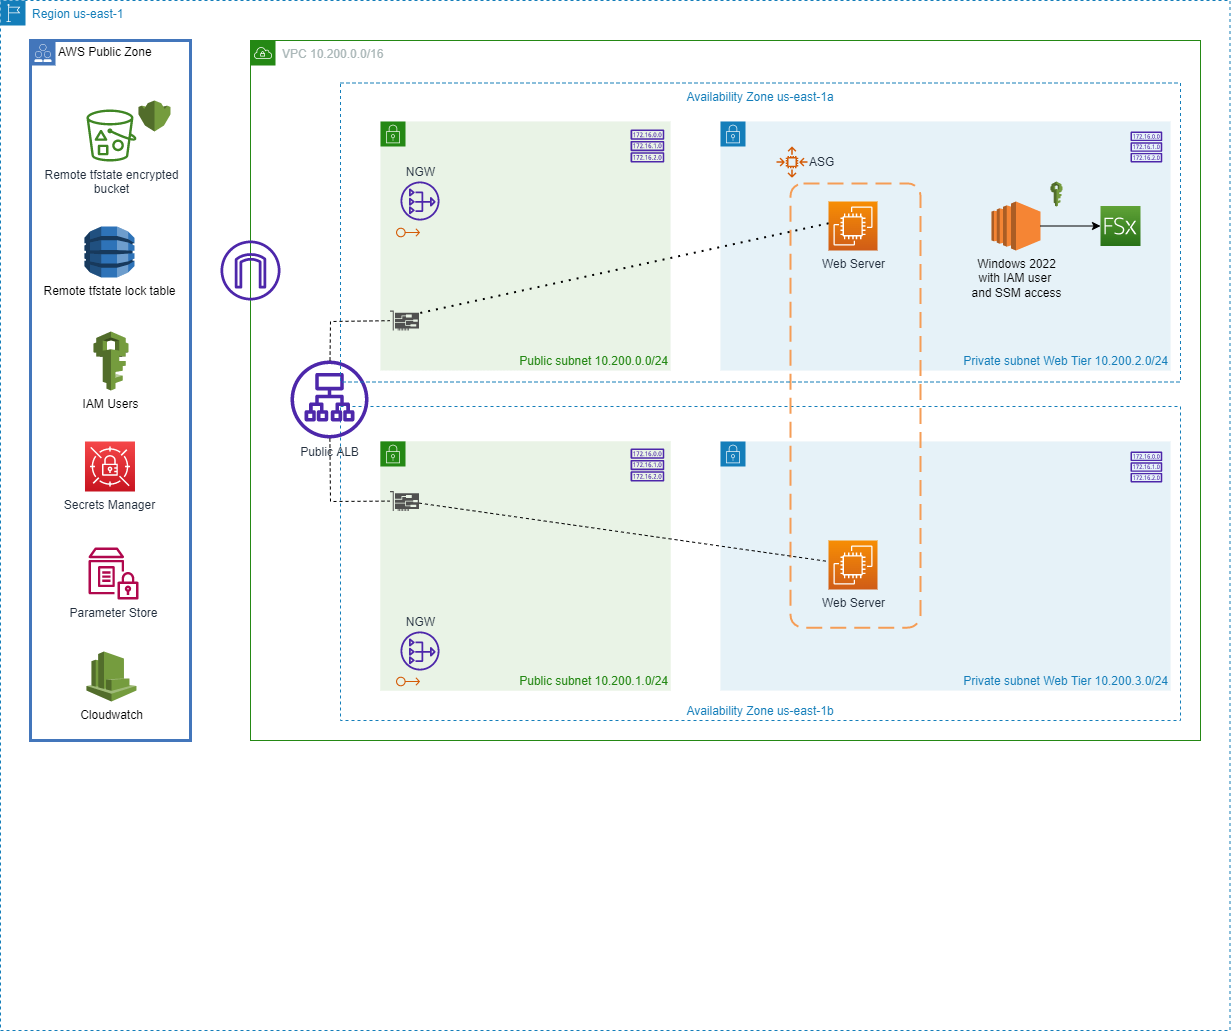 Region us-east-1
AWS Public Zone
Remote tfstate encrypted
bucket
Remote tfstate lock table
IAM Users
Secrets Manager
Parameter Store
Cloudwatch
VPC 10.200.0.0/16
Availability Zone us-east-1a
172.16.0.0
172.16.1.0
172.16.2.0
NGW
Public subnet 10.200.0.0/24
172.16.0.0
172.16.1.0
172.16.2.0
ASG
Web Server
Windows 2022
with IAM user
and SSM access
FSx
Private subnet Web Tier 10.200.2.0/24
Public ALB
172.16.0.0
172.16.1.0
172.16.2.0
NGW
Public subnet 10.200.1.0/24
172.16.0.0
172.16.1.0
172.16.2.0
Web Server
Private subnet Web Tier 10.200.3.0/24
Availability Zone us-east-1b